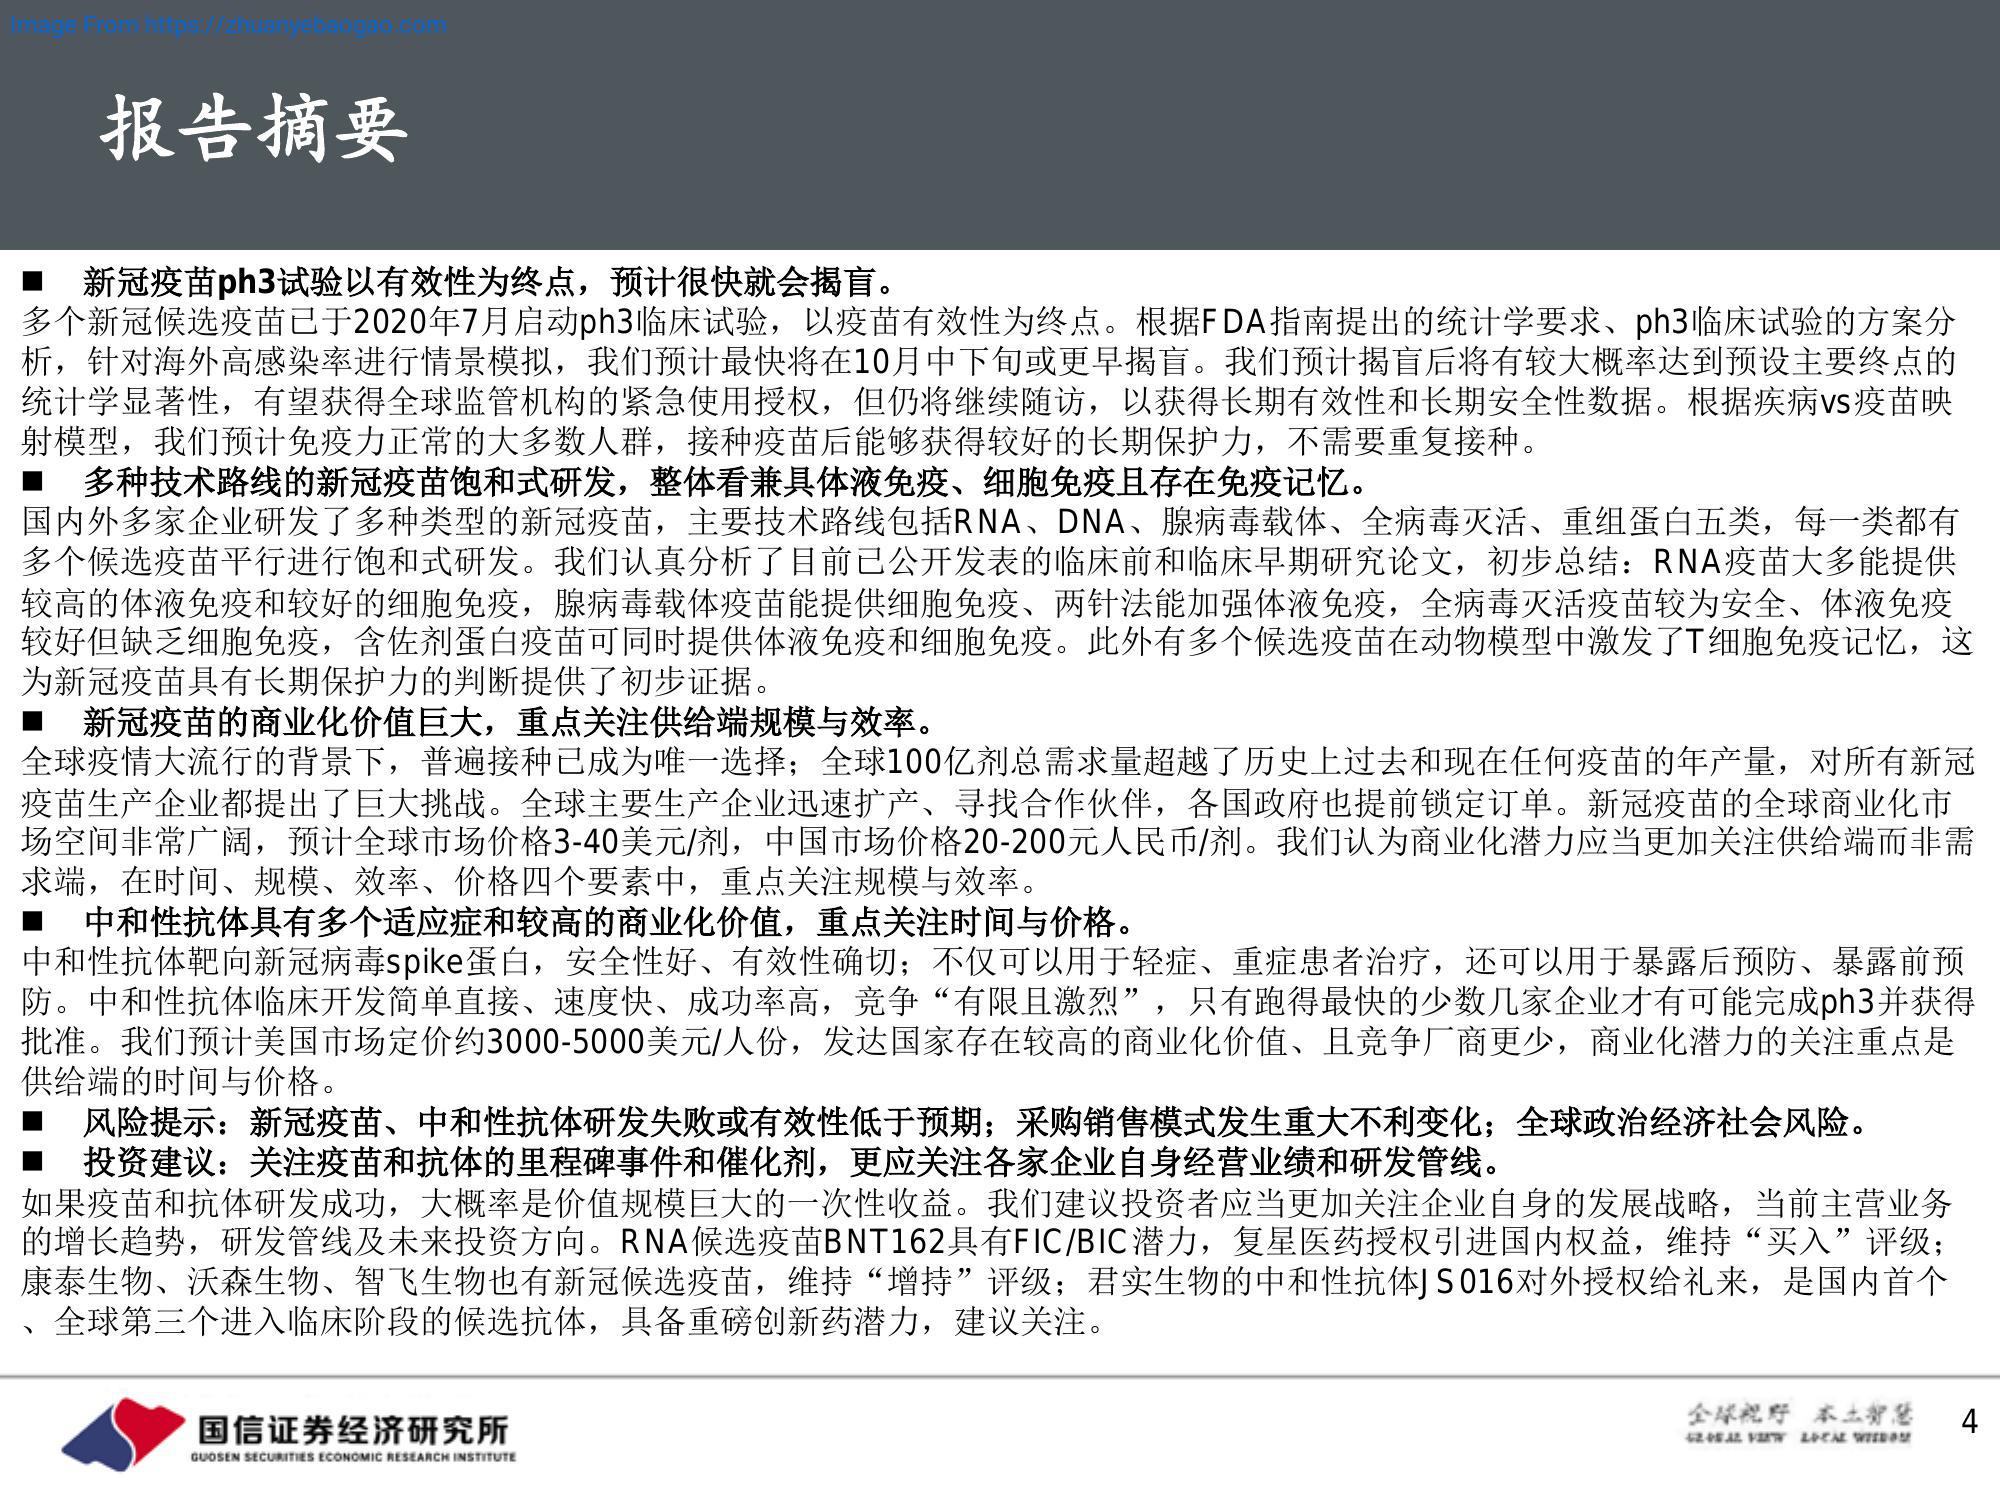 Image From https://zhuanyebaogao.com
报告摘要
■ 新冠疫苗ph3试验以有效性为终点，预计很快就会揭盲。
多个新冠候选疫苗已于2020年7月启动ph3临床试验，以疫苗有效性为终点。根据FDA指南提出的统计学要求、ph3临床试验的方案分
析，针对海外高感染率进行情景模拟，我们预计最快将在10月中下旬或更早揭盲。我们预计揭盲后将有较大概率达到预设主要终点的
统计学显著性，有望获得全球监管机构的紧急使用授权，但仍将继续随访，以获得长期有效性和长期安全性数据。根据疾病vs疫苗映
射模型，我们预计免疫力正常的大多数人群，接种疫苗后能够获得较好的长期保护力，不需要重复接种。
■ 多种技术路线的新冠疫苗饱和式研发，整体看兼具体液免疫、细胞免疫且存在免疫记忆。
国内外多家企业研发了多种类型的新冠疫苗，主要技术路线包括RNA、DNA、腺病毒载体、全病毒灭活、重组蛋白五类，每一类都有
多个候选疫苗平行进行饱和式研发。我们认真分析了目前已公开发表的临床前和临床早期研究论文，初步总结：RNA疫苗大多能提供
较高的体液免疫和较好的细胞免疫，腺病毒载体疫苗能提供细胞免疫、两针法能加强体液免疫，全病毒灭活疫苗较为安全、体液免疫
较好但缺乏细胞免疫，含佐剂蛋白疫苗可同时提供体液免疫和细胞免疫。此外有多个候选疫苗在动物模型中激发了T细胞免疫记忆，这
为新冠疫苗具有长期保护力的判断提供了初步证据。
■ 新冠疫苗的商业化价值巨大，重点关注供给端规模与效率。
全球疫情大流行的背景下，普遍接种已成为唯一选择；全球100亿剂总需求量超越了历史上过去和现在任何疫苗的年产量，对所有新冠
疫苗生产企业都提出了巨大挑战。全球主要生产企业迅速扩产、寻找合作伙伴，各国政府也提前锁定订单。新冠疫苗的全球商业化市
场空间非常广阔，预计全球市场价格3-40美元/剂，中国市场价格20-200元人民币/剂。我们认为商业化潜力应当更加关注供给端而非需
求端，在时间、规模、效率、价格四个要素中，重点关注规模与效率。
■ 中和性抗体具有多个适应症和较高的商业化价值，重点关注时间与价格。
中和性抗体靶向新冠病毒spike蛋白，安全性好、有效性确切；不仅可以用于轻症、重症患者治疗，还可以用于暴露后预防、暴露前预
防。中和性抗体临床开发简单直接、速度快、成功率高，竞争“有限且激烈”，只有跑得最快的少数几家企业才有可能完成ph3并获得
批准。我们预计美国市场定价约3000-5000美元/人份，发达国家存在较高的商业化价值、且竞争厂商更少，商业化潜力的关注重点是
供给端的时间与价格。
■ 风险提示：新冠疫苗、中和性抗体研发失败或有效性低于预期；采购销售模式发生重大不利变化；全球政治经济社会风险。
■ 投资建议：关注疫苗和抗体的里程碑事件和催化剂，更应关注各家企业自身经营业绩和研发管线。
如果疫苗和抗体研发成功，大概率是价值规模巨大的一次性收益。我们建议投资者应当更加关注企业自身的发展战略，当前主营业务
的增长趋势，研发管线及未来投资方向。RNA候选疫苗BNT162具有FIC/BIC潜力，复星医药授权引进国内权益，维持“买入”评级；
康泰生物、沃森生物、智飞生物也有新冠候选疫苗，维持“增持”评级；君实生物的中和性抗体JS016对外授权给礼来，是国内首个
、全球第三个进入临床阶段的候选抗体，具备重磅创新药潜力，建议关注。
国信证券经济研究所
GUOSEN SECURITIES ECONOMIC RESEARCH INSTITUTE
全球视野 本土智慧
GLOBAL VIEW LOCAL WISDOM
4